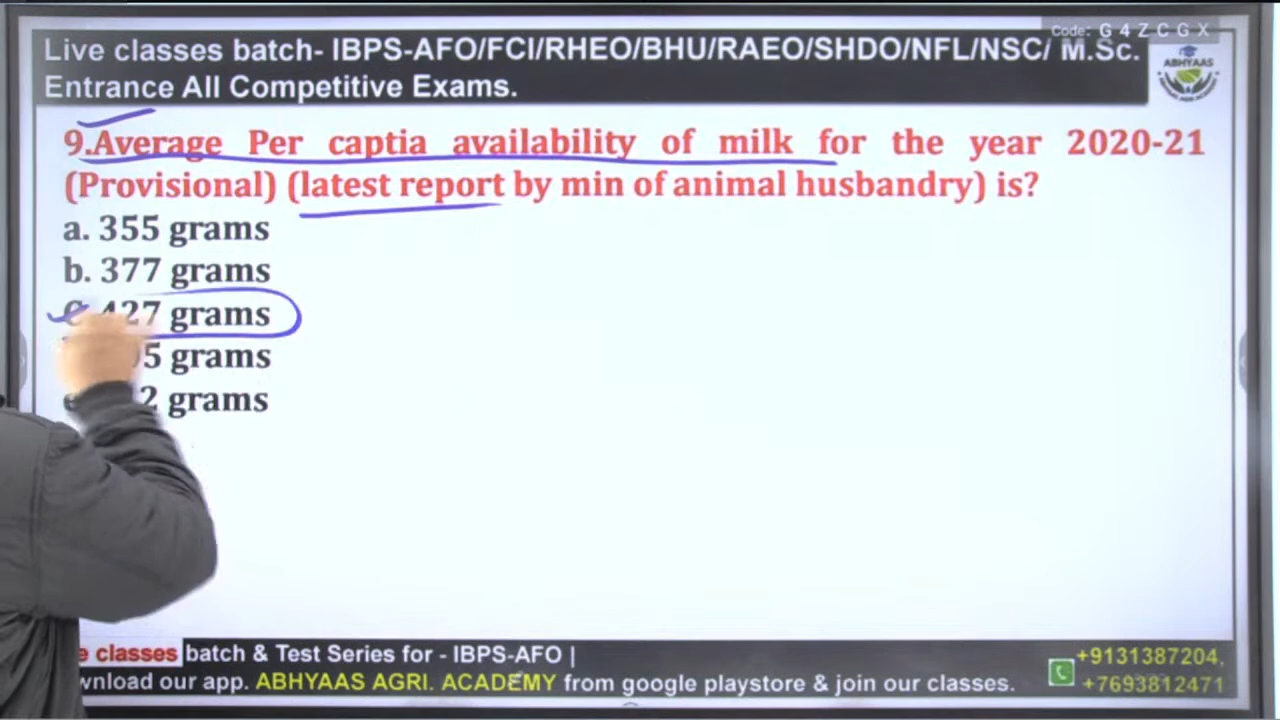 Code: G 4 Z C G X
Live classes batch- IBPS-AFO/FCI/RHEO/BHU/RAEO/SHDO/NFL/NSC/ M.Sc.
Entrance All Competitive Exams.
ABHYAAS
9.Average Per captia availability of milk for the year 2020-21
(Provisional) (latest report by min of animal husbandry) is?
a. 355 grams
b. 377 grams
427 grams
grams
grams
classes batch & Test Series for - IBPS-AFO |
our app. ABHYAAS AGRI. ACADEMY from google playstore & join our classes.
+9131387204,
+7693812471